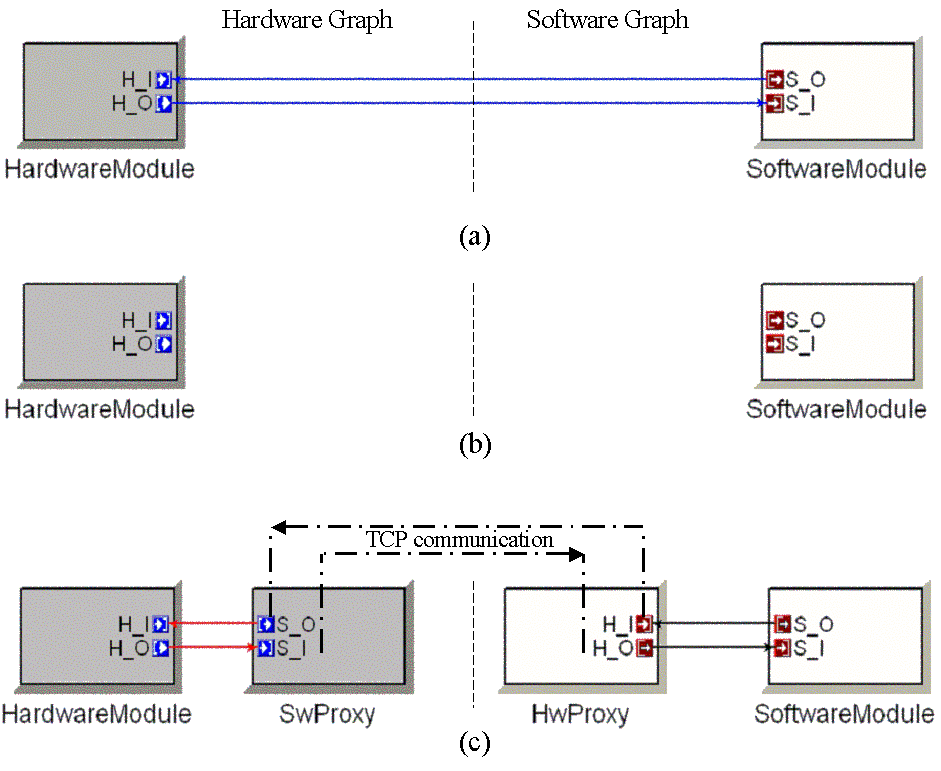 Hardware Graph Software Graph
H_I S_O
H_O S_I
HardwareModule SoftwareModule
(a)
H_I S_O
H_O S_I
HardwareModule SoftwareModule
(b)
TCP communication
H_I S_O H_I S_O
H_O S_I H_O S_I
HardwareModule SwProxy HwProxy SoftwareModule
(c)